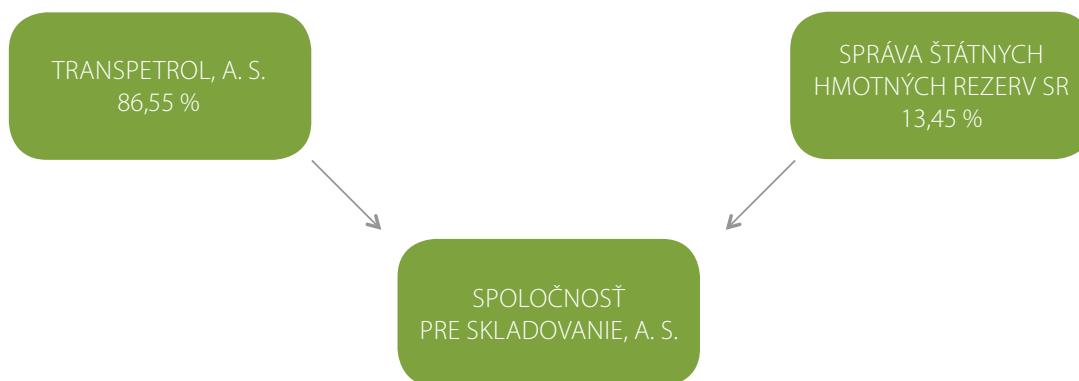 TRANSPETROL, A. S.
86,55 %
SPRÁVA ŠTÁTNYCH
HMOTNÝCH REZERV SR
13,45 %
SPOLOČNOSŤ
PRE SKLADOVANIE, A. S.